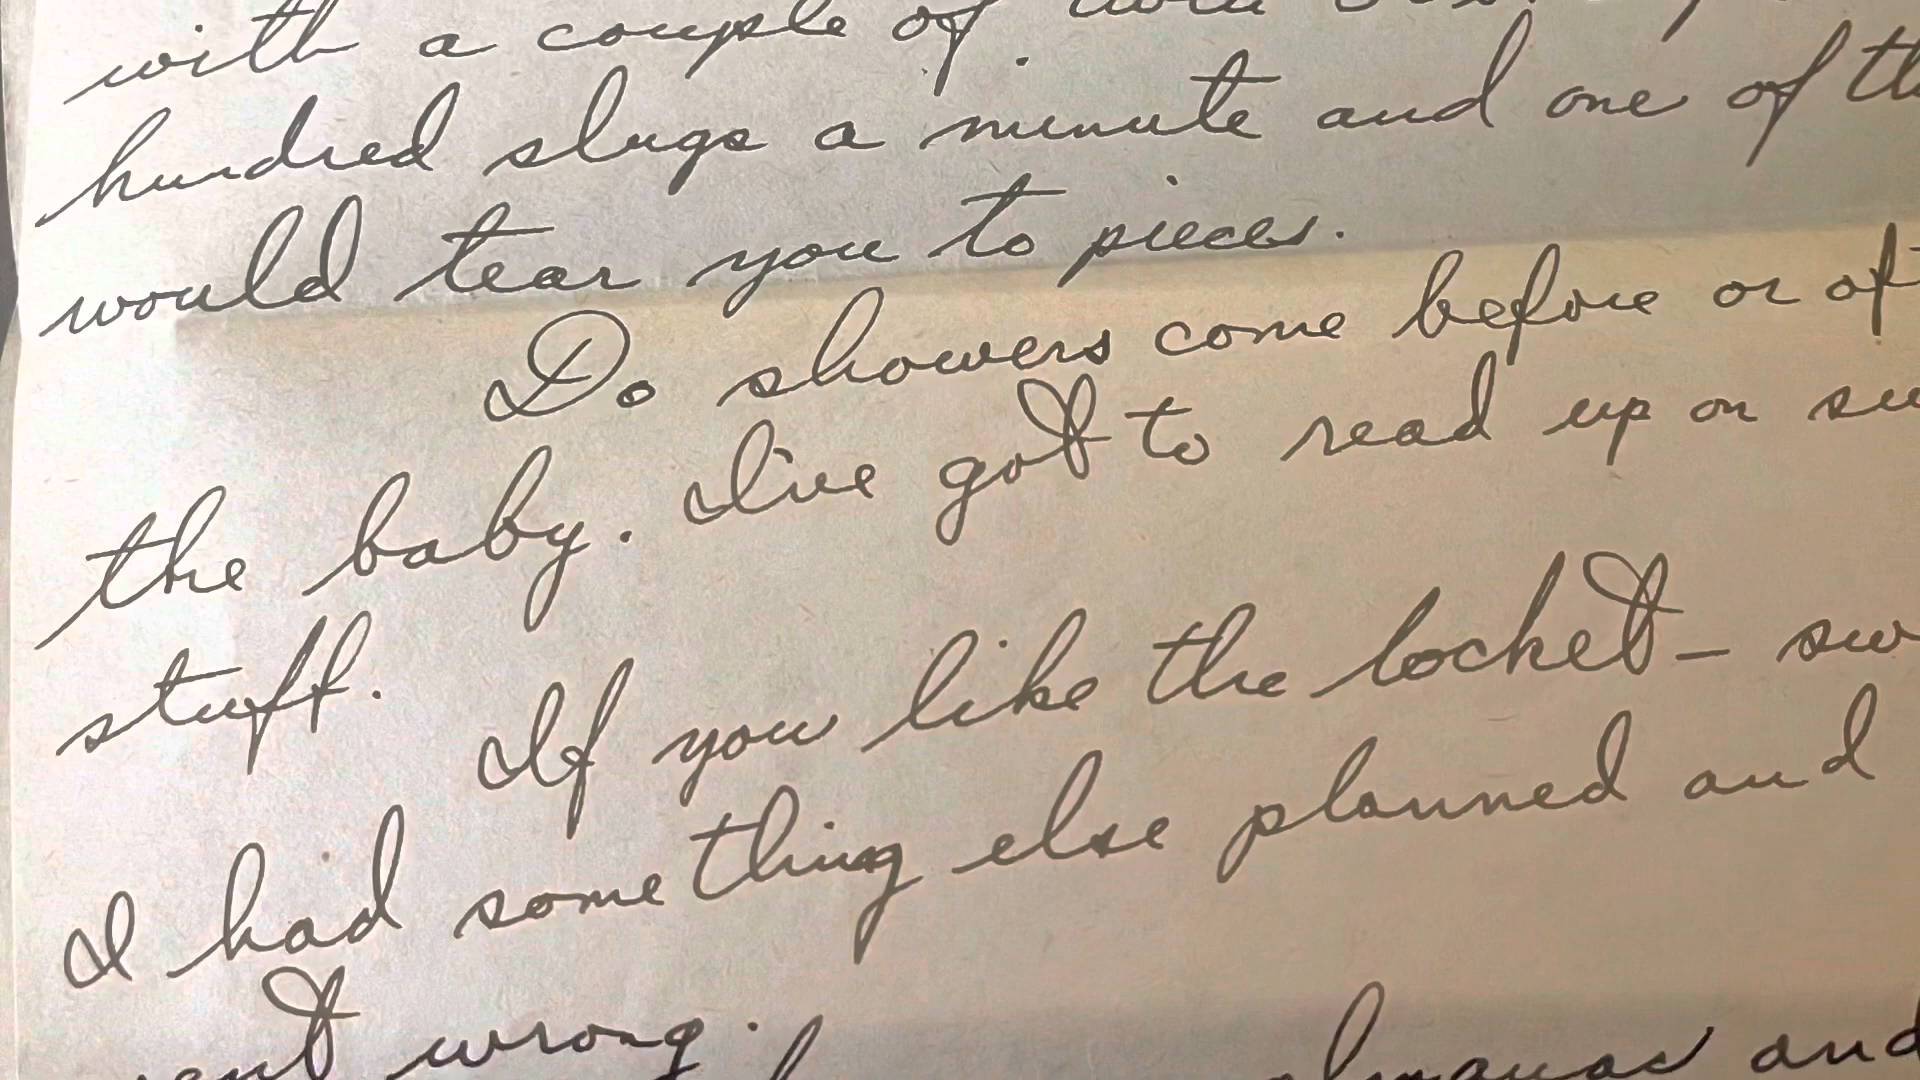 with a couple of
hundred slugs a minute and one of
would tear you to pieces.
Do showers come before or
the baby. I've got to read up on
stuff.
If you like the locket —
I had something else planned and
wrong.
and